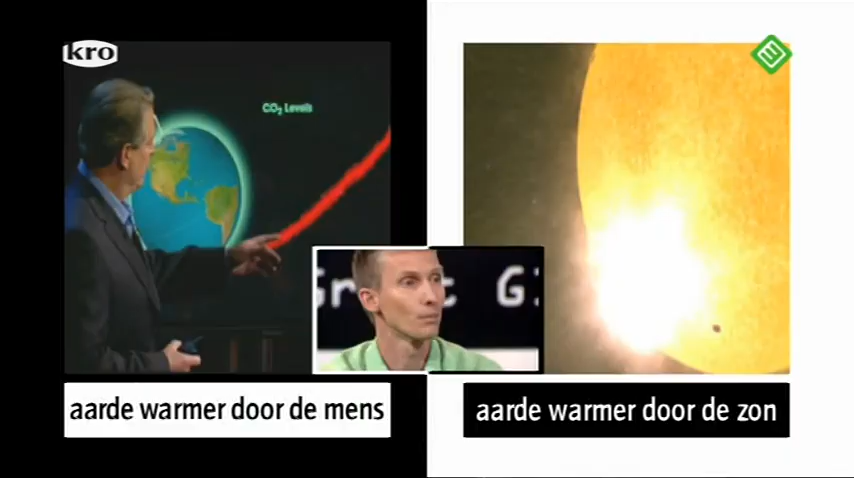 kro
CO₂ Levels
aarde warmer door de mens
aarde warmer door de zon